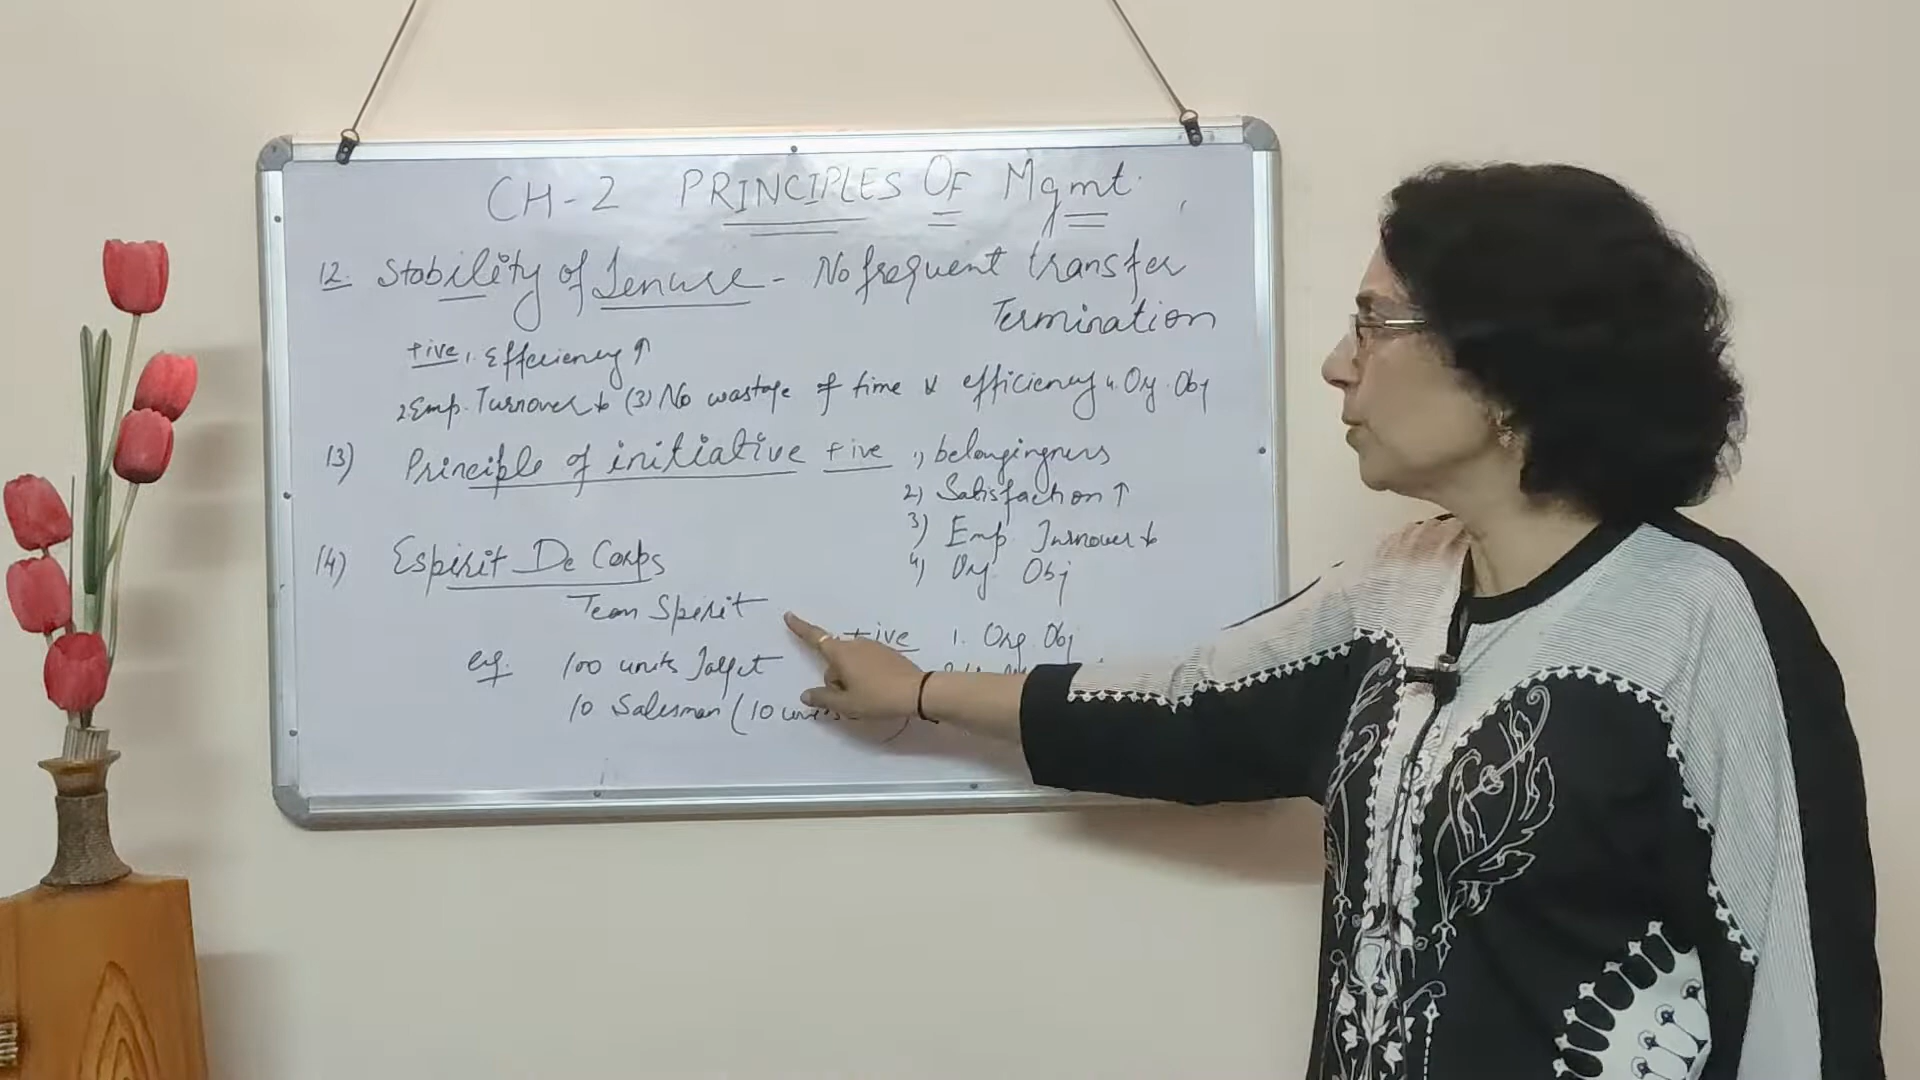 CH-2 PRINCIPLES OF Mgmt.
12. Stability of Tenure - No frequent transfer
Termination
+ive 1. Efficiency ↑
2. Emp. Turnover ↓ (3) No wastage of time & efficiency 4. Org. Obj
13) Principle of initiative +ive 1) belongingness
2) Satisfaction ↑
3) Emp. Turnover ↓
4) Org. Obj
14) Espirit De Corps
Team Spirit
+ive 1. Org Obj
eg. 100 units Target
10 Salesman (10 units